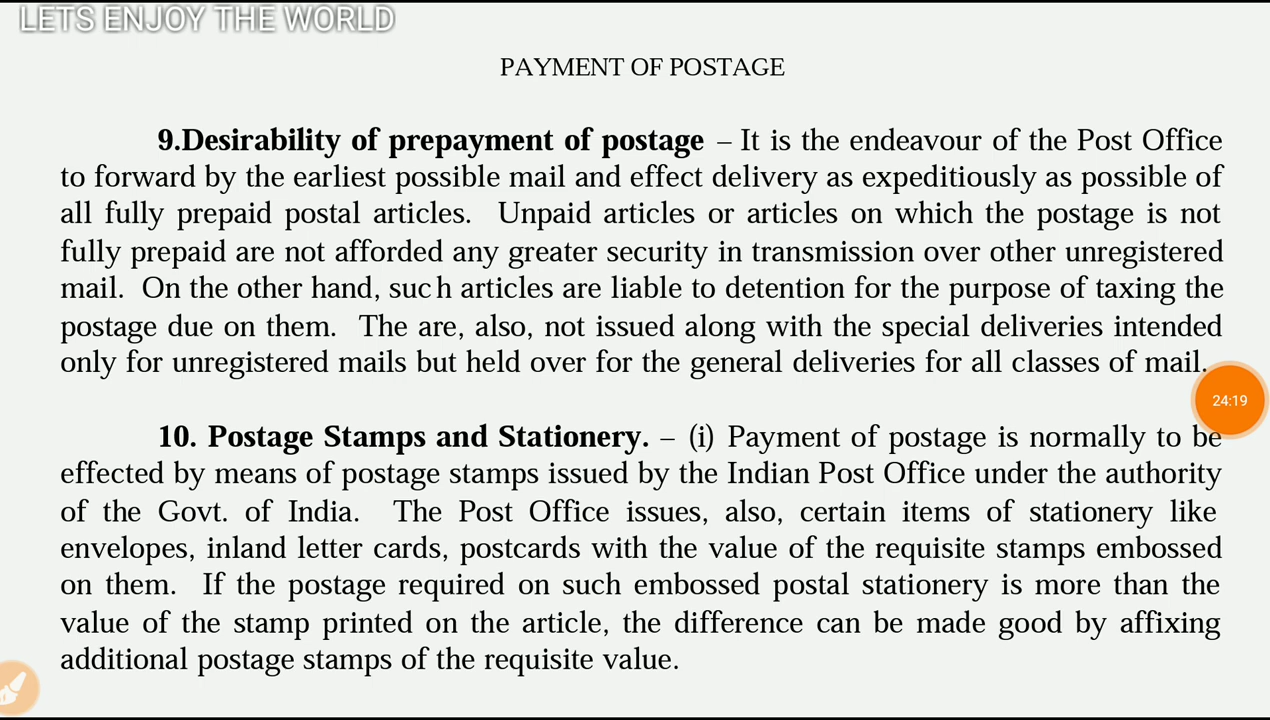 LETS ENJOY THE WORLD
PAYMENT OF POSTAGE
9.Desirability of prepayment of postage – It is the endeavour of the Post Office
to forward by the earliest possible mail and effect delivery as expeditiously as possible of
all fully prepaid postal articles. Unpaid articles or articles on which the postage is not
fully prepaid are not afforded any greater security in transmission over other unregistered
mail. On the other hand, suc h articles are liable to detention for the purpose of taxing the
postage due on them. The are, also, not issued along with the special deliveries intended
only for unregistered mails but held over for the general deliveries for all classes of mail.
24:19
10. Postage Stamps and Stationery. – (i) Payment of postage is normally to be
effected by means of postage stamps issued by the Indian Post Office under the authority
of the Govt. of India. The Post Office issues, also, certain items of stationery like
envelopes, inland letter cards, postcards with the value of the requisite stamps embossed
on them. If the postage required on such embossed postal stationery is more than the
value of the stamp printed on the article, the difference can be made good by affixing
additional postage stamps of the requisite value.